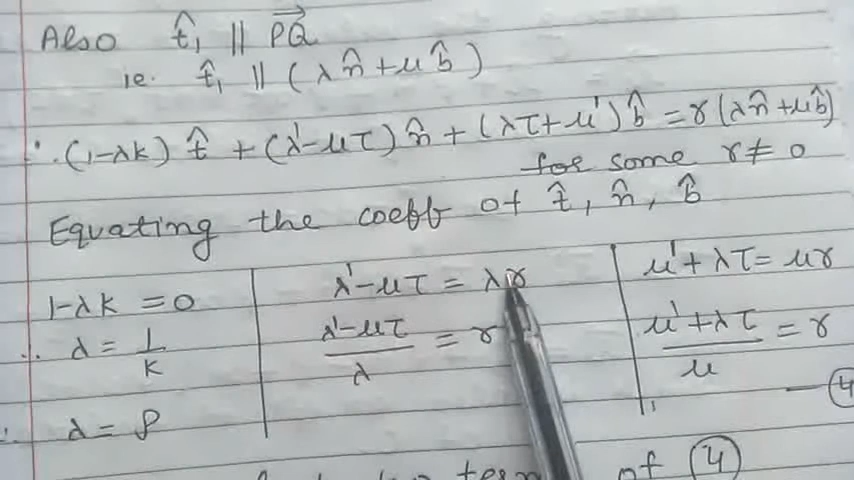 Also t̂₁ || PQ→
ie. t̂₁ || (λn̂ + μb̂)
∴ (1-λk) t̂ + (λ'-μτ) n̂ + (λτ+μ') b̂ = γ(λn̂+μb̂)
for some γ ≠ 0
Equating the coeff of t̂, n̂, b̂
1-λk = 0
∴ λ = 1/k
∴ λ = ρ
λ'-μτ = λγ
λ'-μτ / λ = γ
μ'+λτ = μγ
μ'+λτ / μ = γ
— (4)
of (4)